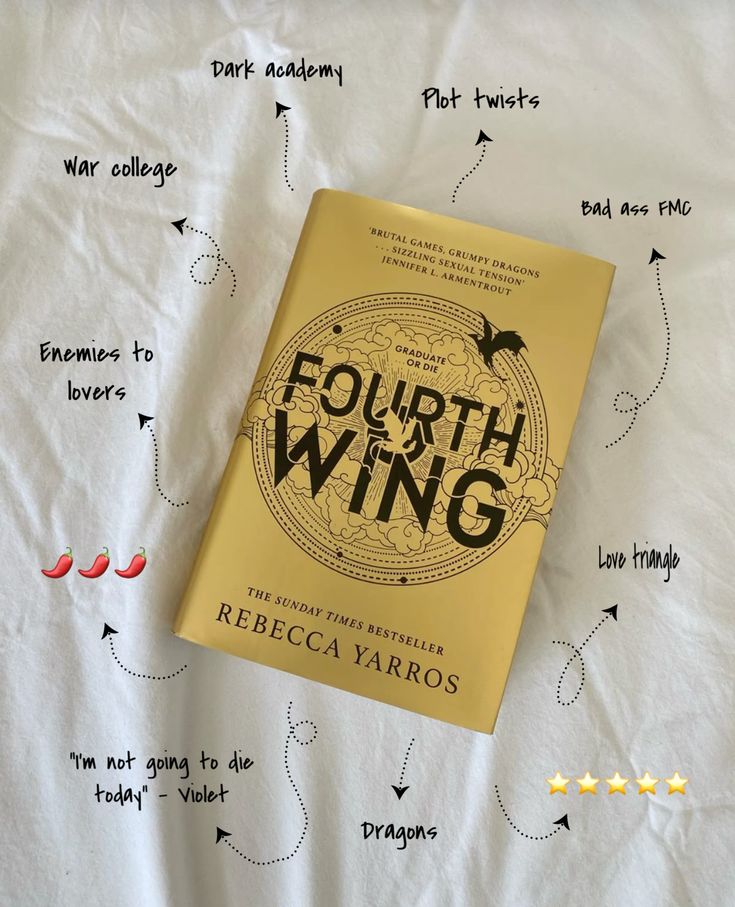 Dark academy
Plot twists
War college
Bad ass FMC
'BRUTAL GAMES, GRUMPY DRAGONS
... SIZZLING SEXUAL TENSION'
JENNIFER L. ARMENTROUT
GRADUATE
... OR DIE
FOURTH
WING
Enemies to
lovers
Love triangle
THE SUNDAY TIMES BESTSELLER
REBECCA YARROS
"I'm not going to die
today" - Violet
Dragons